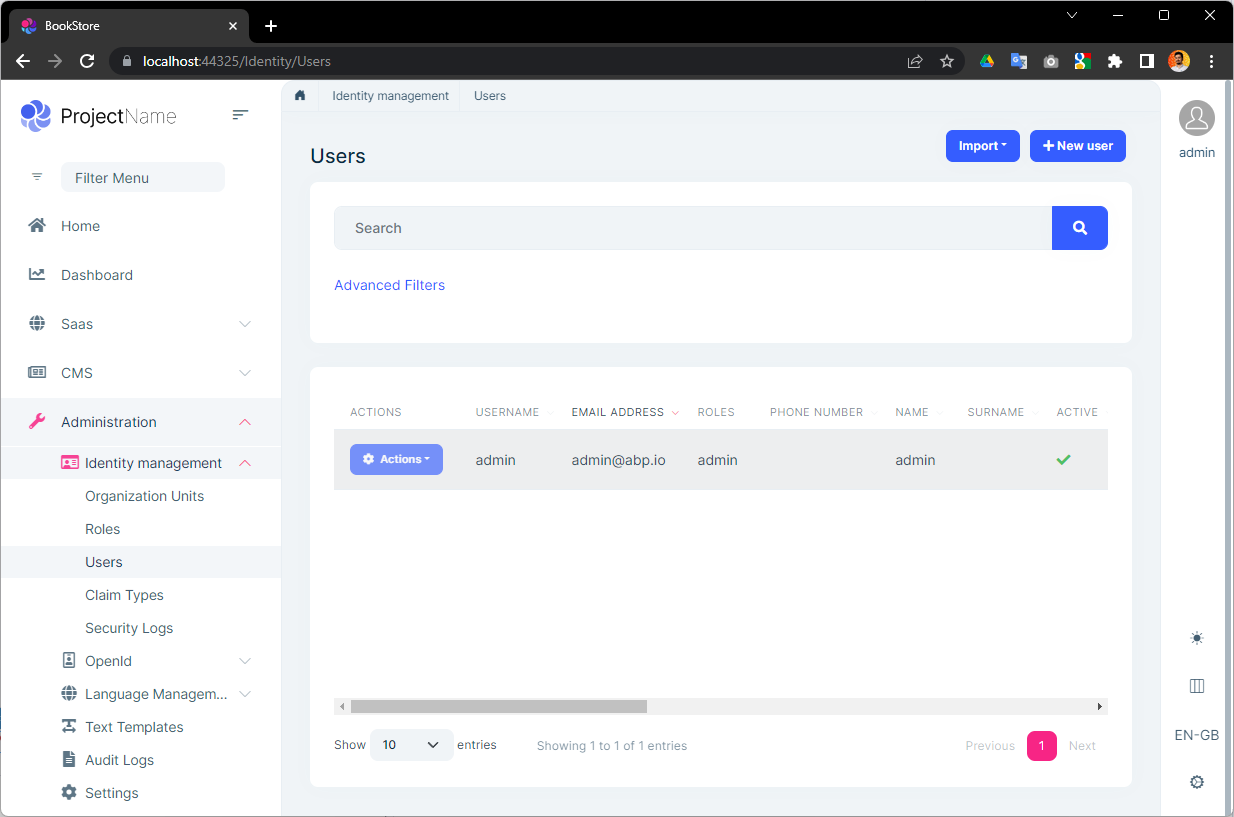 BookStore
localhost:44325/Identity/Users
ProjectName
Filter Menu
Home
Dashboard
Saas
CMS
Administration
Identity management
Organization Units
Roles
Users
Claim Types
Security Logs
OpenId
Language Managem...
Text Templates
Audit Logs
Settings
Identity management Users
Users
Import
New user
Search
Advanced Filters
ACTIONS USERNAME EMAIL ADDRESS ROLES PHONE NUMBER NAME SURNAME ACTIVE
Actions admin admin@abp.io admin admin
Show 10 entries Showing 1 to 1 of 1 entries Previous 1 Next
admin
EN-GB